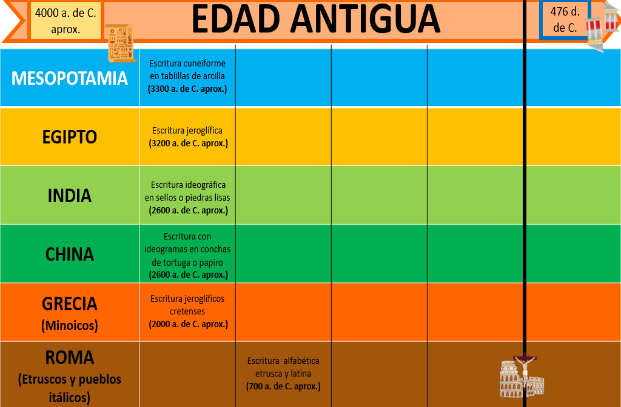 4000 a. de C.
aprox.
EDAD ANTIGUA
476 d.
de C.
MESOPOTAMIA
Escritura cuneiforme
en tablillas de arcilla
(3300 a. de C. aprox.)
EGIPTO
Escritura jeroglífica
(3200 a. de C. aprox.)
INDIA
Escritura ideográfica
en sellos o piedras lisas
(2600 a. de C. aprox.)
CHINA
Escritura con
ideogramas en conchas
de tortuga o papiro
(2600 a. de C. aprox.)
GRECIA
(Minoicos)
Escritura jeroglíficos
cretenses
(2000 a. de C. aprox.)
ROMA
(Etruscos y pueblos
itálicos)
Escritura alfabética
etrusca y latina
(700 a. de C. aprox.)